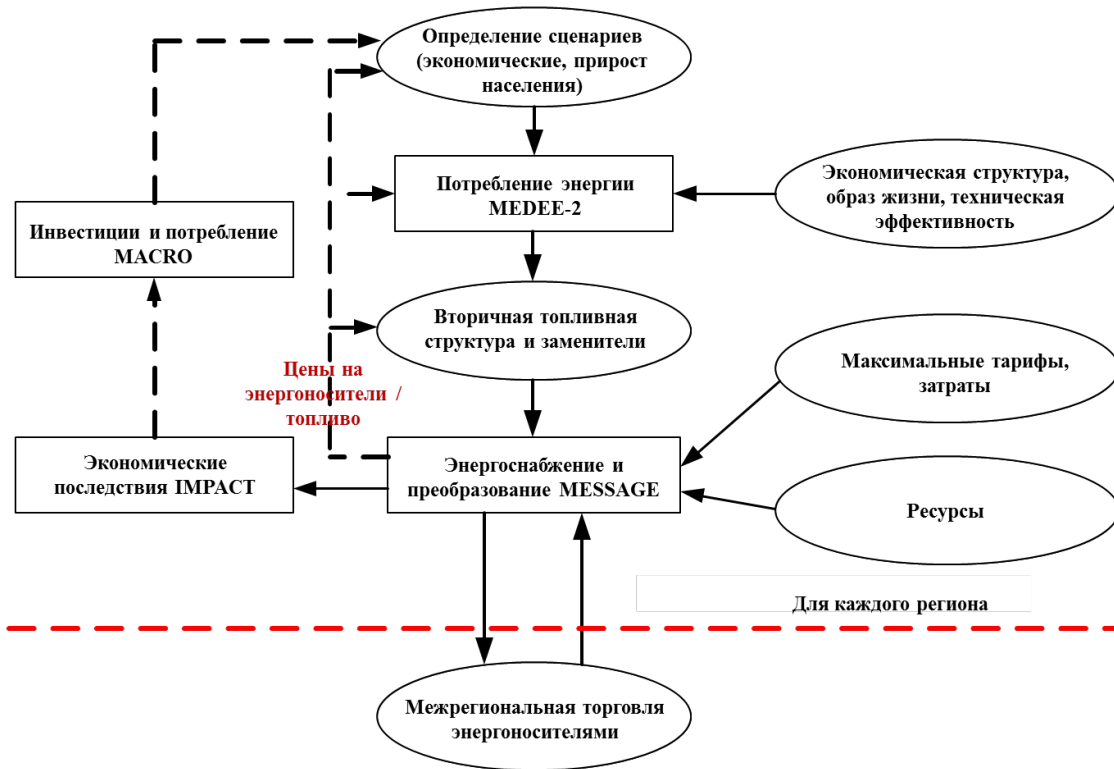 Определение сценариев
(экономические, прирост
населения)
Потребление энергии
MEDEE-2
Экономическая структура,
образ жизни, техническая
эффективность
Инвестиции и потребление
MACRO
Вторичная топливная
структура и заменители
Цены на
энергоносители /
топливо
Максимальные тарифы,
затраты
Экономические
последствия IMPACT
Энергоснабжение и
преобразование MESSAGE
Ресурсы
Для каждого региона
Межрегиональная торговля
энергоносителями